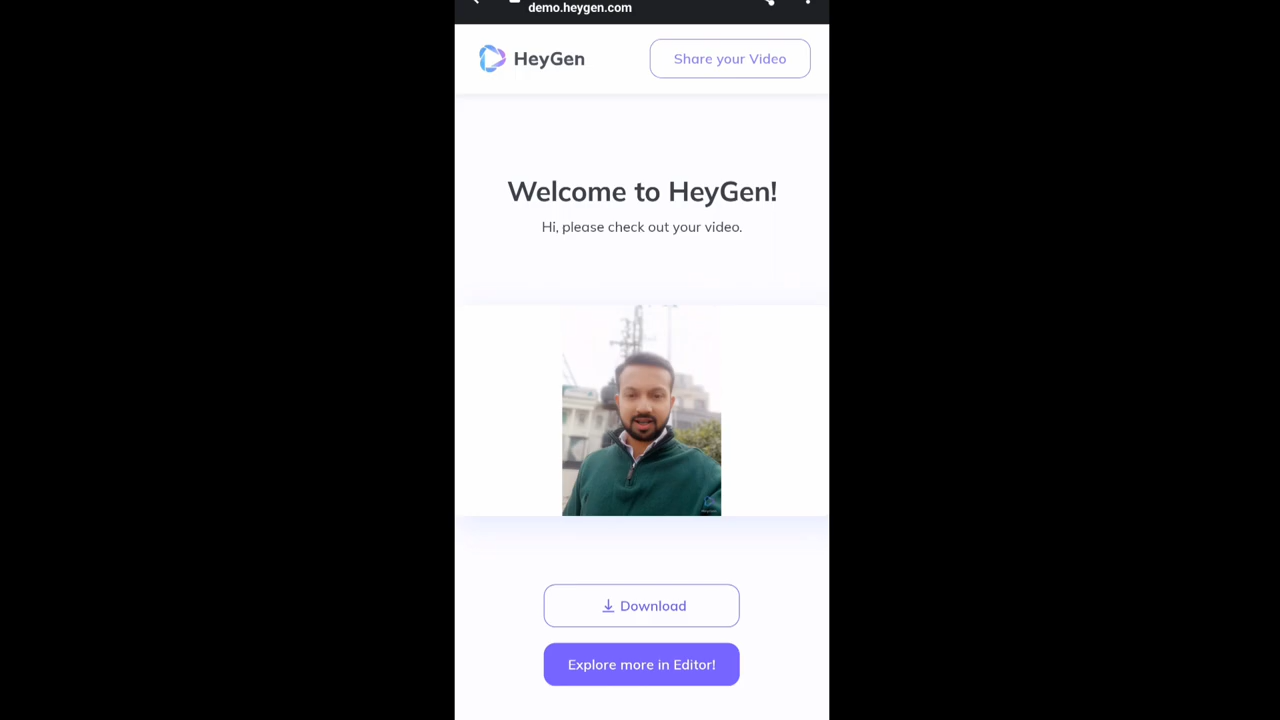 demo.heygen.com
HeyGen
Share your Video
Welcome to HeyGen!
Hi, please check out your video.
Download
Explore more in Editor!